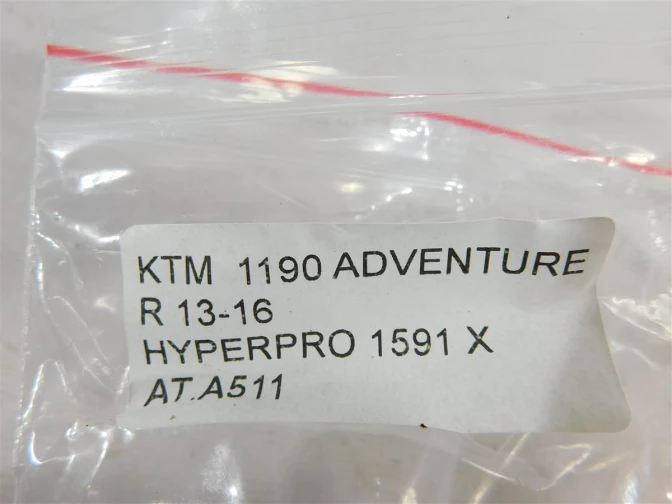 KTM 1190 ADVENTURE
R 13-16
HYPERPRO 1591 X
AT.A511